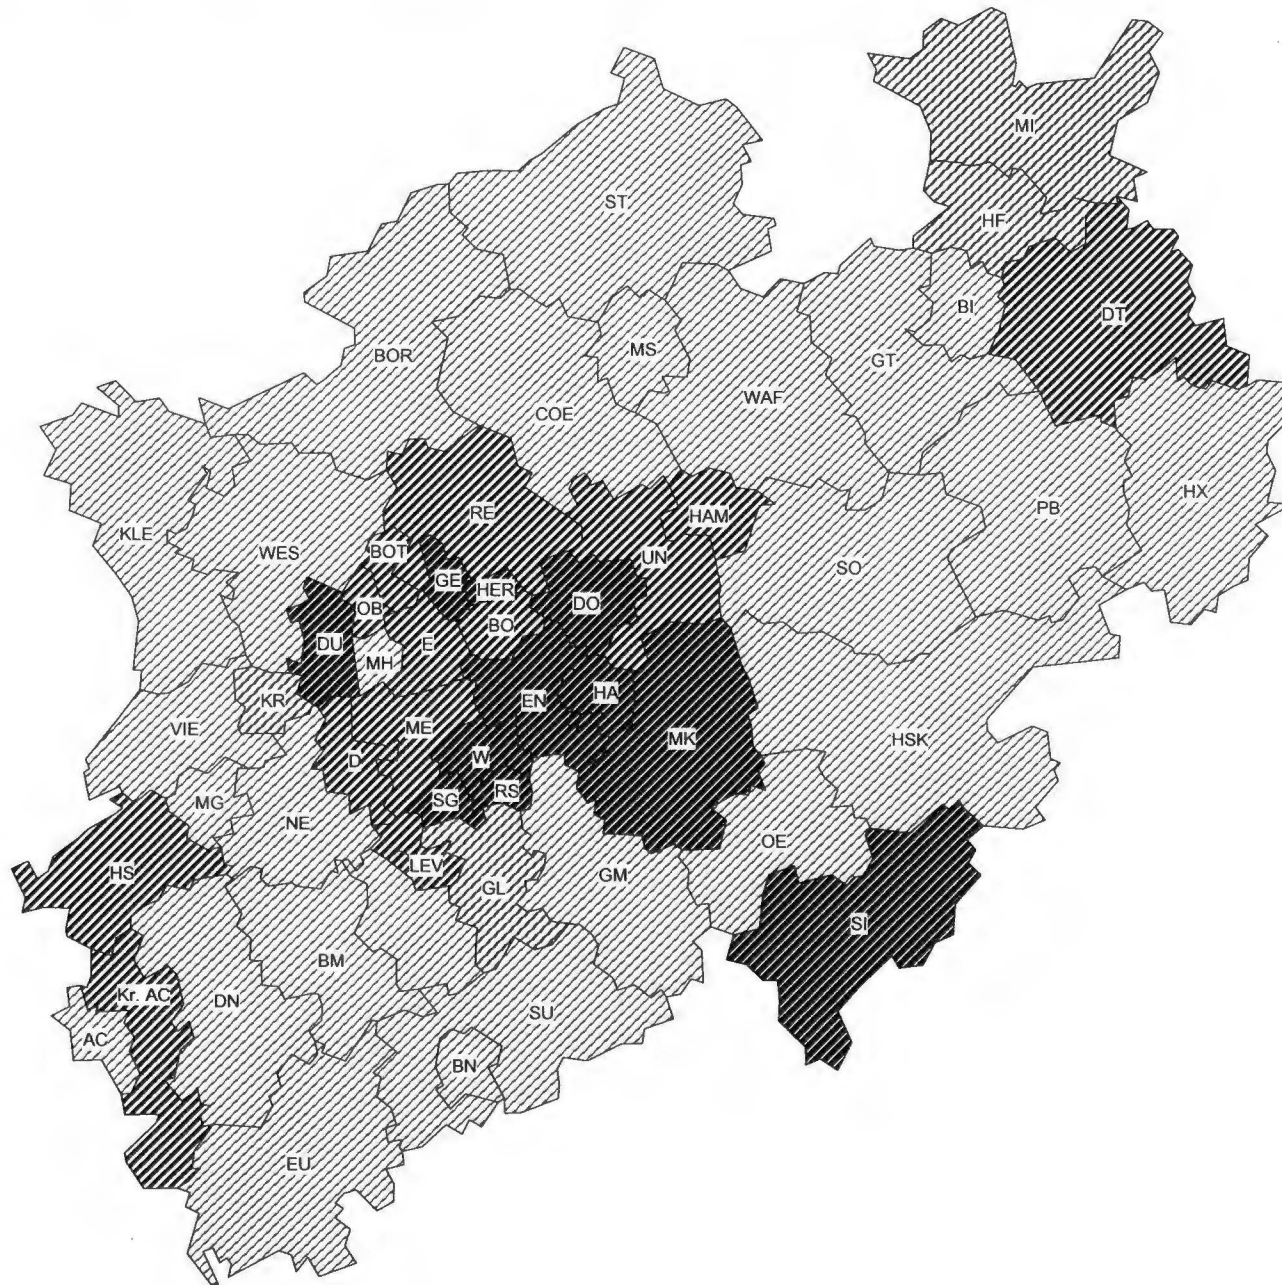 MI
ST
HF
BI
DT
MS
BOR
GT
WAF
COE
HX
RE
HAM
PB
KLE
WES
BOT
UN
SO
GE
HER
OB
DO
BO
DU
E
MH
HA
KR
EN
VIE
ME
MK
HSK
D
W
RS
SG
MG
NE
OE
HS
LEV
GL
GM
SI
BM
Kr. AC
DN
SU
AC
BN
EU